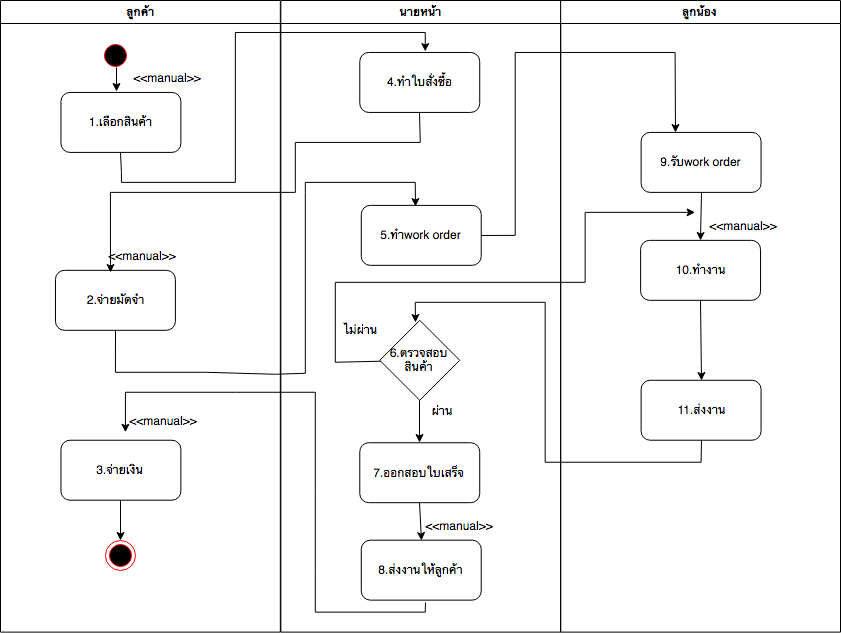 ลูกค้า
นายหน้า
ลูกน้อง
<<manual>>
1.เลือกสินค้า
<<manual>>
2.จ่ายมัดจำ
<<manual>>
3.จ่ายเงิน
4.ทำใบสั่งซื้อ
5.ทำwork order
ไม่ผ่าน
6.ตรวจสอบ
สินค้า
ผ่าน
7.ออกสอบใบเสร็จ
<<manual>>
8.ส่งงานให้ลูกค้า
9.รับwork order
<<manual>>
10.ทำงาน
11.ส่งงาน